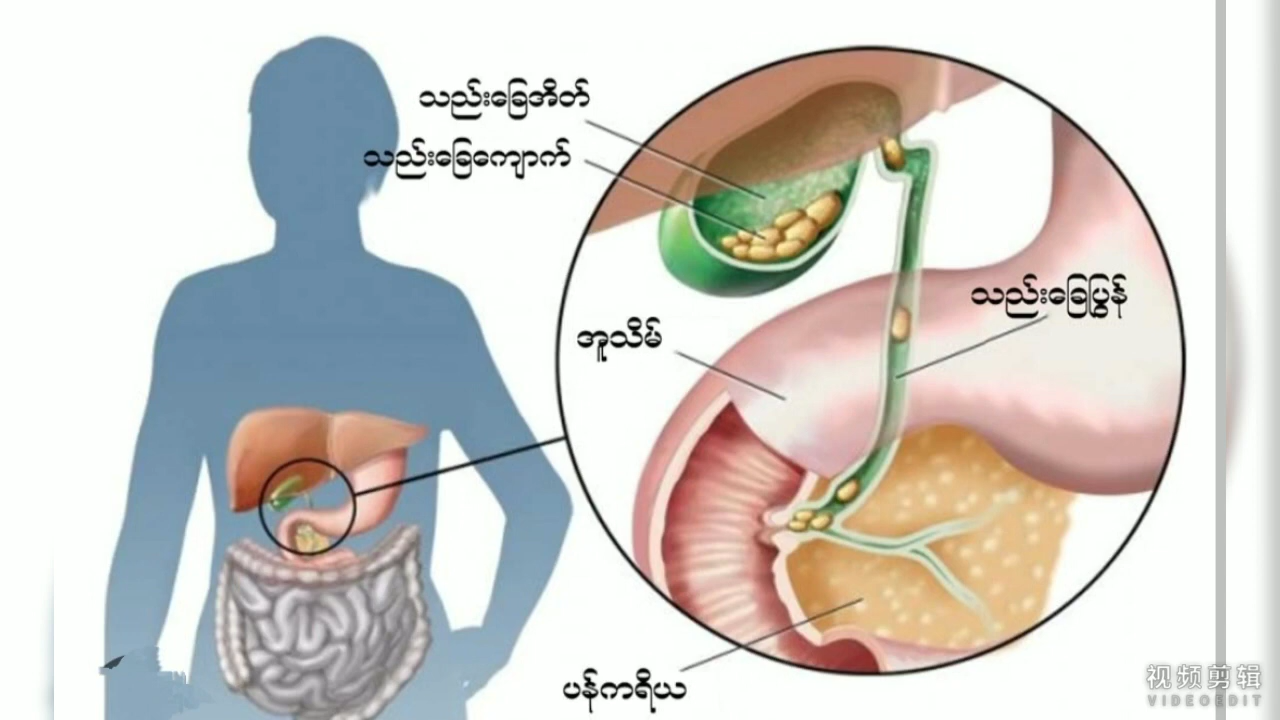 သည်းခြေအိတ်
သည်းခြေကျောက်
သည်းခြေပြွန်
အူသိမ်
ပန်ကရိယ
视频剪辑
VIDEOEDIT